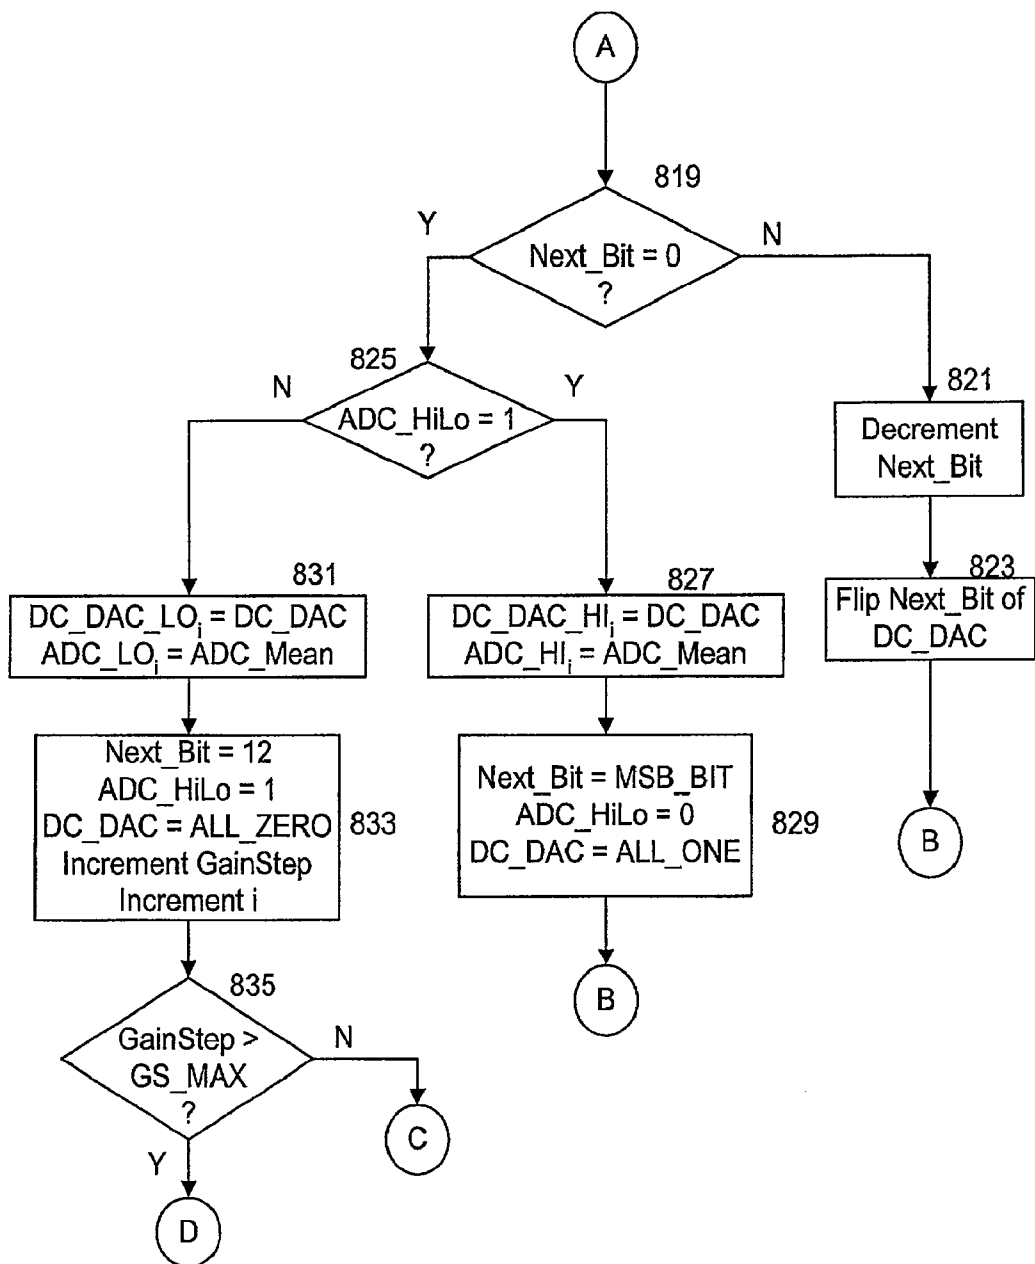 A
819
Y
N
Next_Bit = 0
?
825
N
Y
ADC_HiLo = 1
?
821
Decrement
Next_Bit
831
DC_DAC_LOi = DC_DAC
ADC_LOi = ADC_Mean
827
DC_DAC_HIi = DC_DAC
ADC_HIi = ADC_Mean
823
Flip Next_Bit of
DC_DAC
Next_Bit = 12
ADC_HiLo = 1
DC_DAC = ALL_ZERO
Increment GainStep
Increment i
833
Next_Bit = MSB_BIT
ADC_HiLo = 0
DC_DAC = ALL_ONE
829
B
B
835
GainStep >
GS_MAX
?
N
C
Y
D